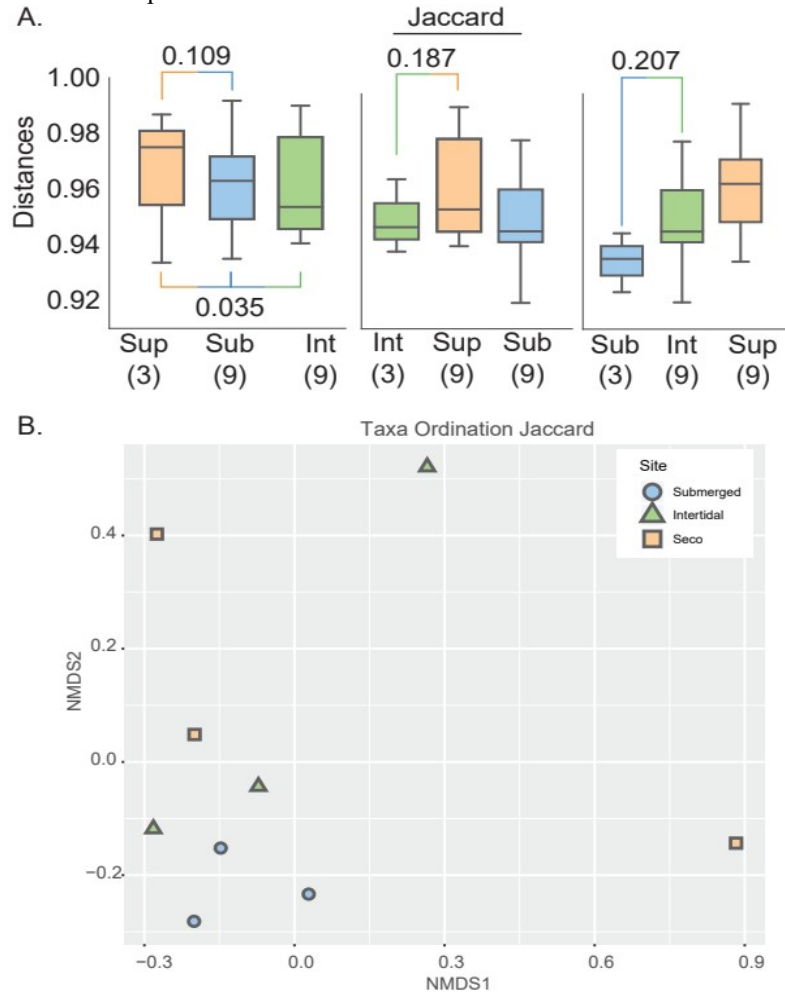 A.
Jaccard
0.109
0.187
0.207
1.00
0.98
0.96
0.94
0.92
Distances
0.035
Sup Sub Int
(3) (9) (9)
Int Sup Sub
(3) (9) (9)
Sub Int Sup
(3) (9) (9)
B.
Taxa Ordination Jaccard
Site
Submerged
Intertidal
Seco
0.4
0.2
0.0
−0.2
NMDS2
−0.3 0.0 0.3 0.6 0.9
NMDS1